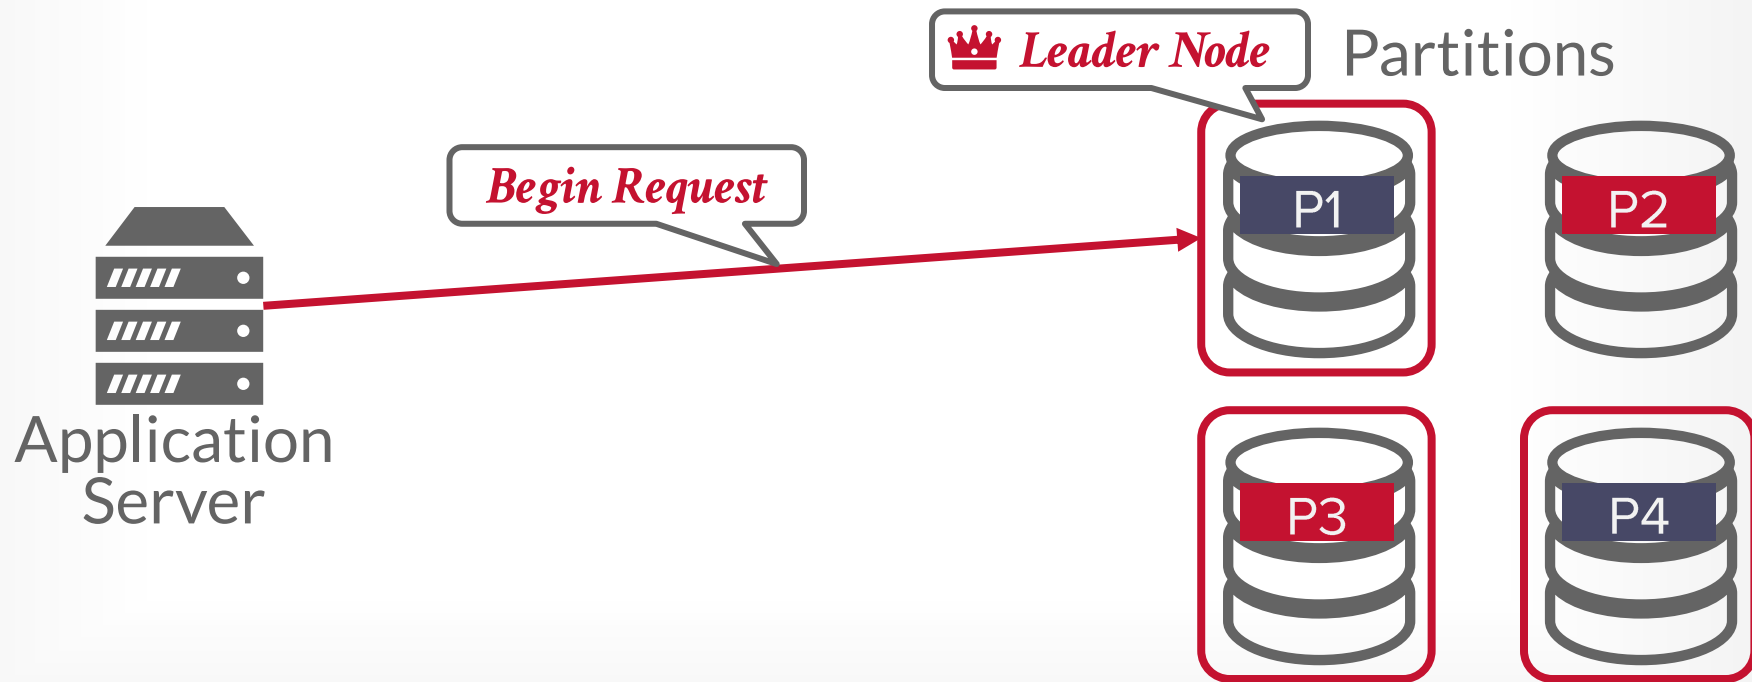 Leader Node
Partitions
Begin Request
P1
P2
Application
Server
P3
P4